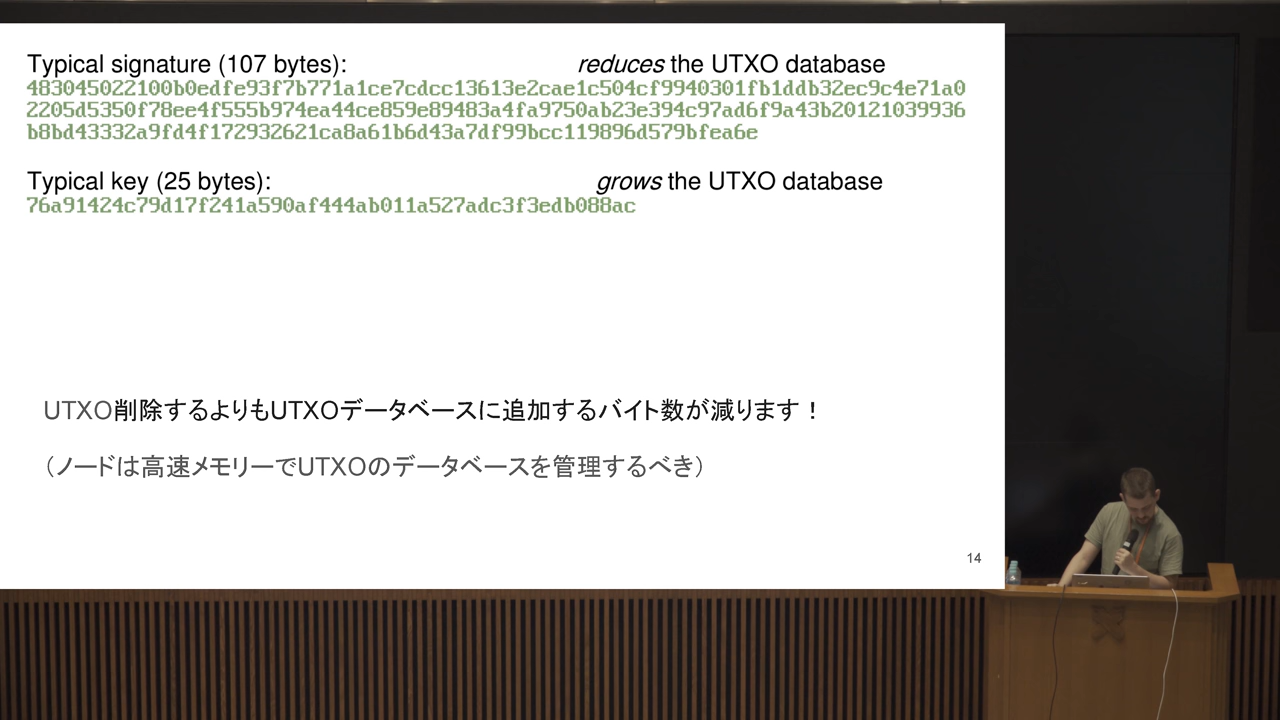 Typical signature (107 bytes): reduces the UTXO database
483045022100b0edfe93f7b771a1ce7cdcc13613e2cae1c504cf9940301fb1ddb32ec9c4e71a0
2205d5350f78ee4f555b974ea44ce859e89483a4fa9750ab23e394c97ad6f9a43b20121039936
b8bd43332a9fd4f172932621ca8a61b6d43a7df99bcc119896d579bfea6e
Typical key (25 bytes): grows the UTXO database
76a91424c79d17f241a590af444ab011a527adc3f3edb088ac
UTXO削除するよりもUTXOデータベースに追加するバイト数が減ります！
（ノードは高速メモリーでUTXOのデータベースを管理するべき）
14